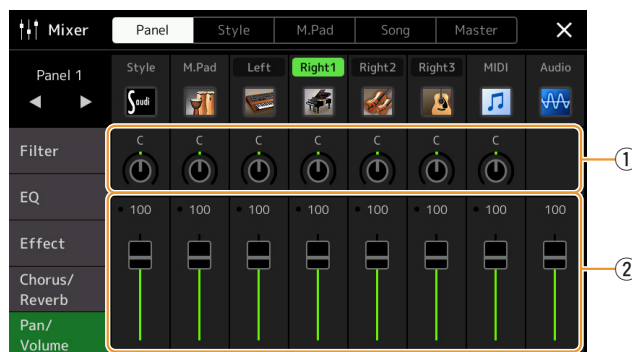 Mixer Panel Style M.Pad Song Master
Panel 1 Style M.Pad Left Right1 Right2 Right3 MIDI Audio
Saudi
Filter C C C C C C C
1
EQ 100 100 100 100 100 100 100 100
Effect
2
Chorus/
Reverb
Pan/
Volume